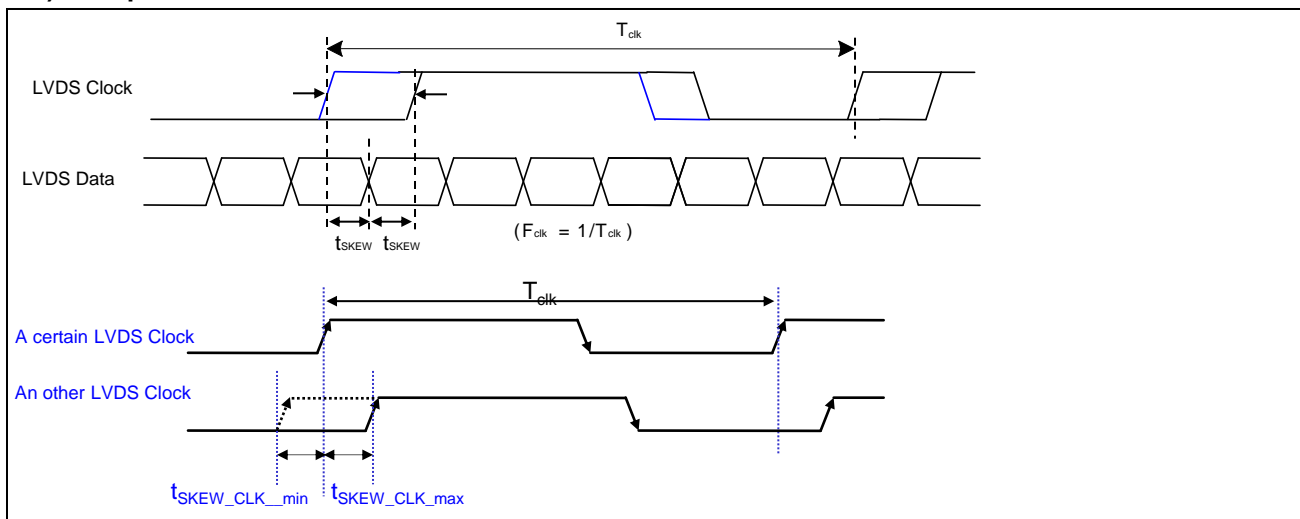 Tclk
LVDS Clock
LVDS Data
tSKEW tSKEW
(Fclk = 1/Tclk)
Tclk
A certain LVDS Clock
An other LVDS Clock
tSKEW_CLK__min tSKEW_CLK_max